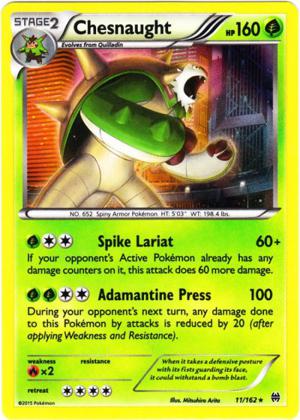 STAGE2 Chesnaught HP160
Evolves from Quilladin
NO. 652 Spiny Armor Pokémon. HT: 5'03" WT: 198.4 lbs.
Spike Lariat 60+
If your opponent's Active Pokémon already has any
damage counters on it, this attack does 60 more damage.
Adamantine Press 100
During your opponent's next turn, any damage done
to this Pokémon by attacks is reduced by 20 (after
applying Weakness and Resistance).
weakness resistance
×2
retreat
When it takes a defensive posture
with its fists guarding its face,
it could withstand a bomb blast.
©2015 Pokémon
Illus. Mitsuhiro Arita
11/162 ★